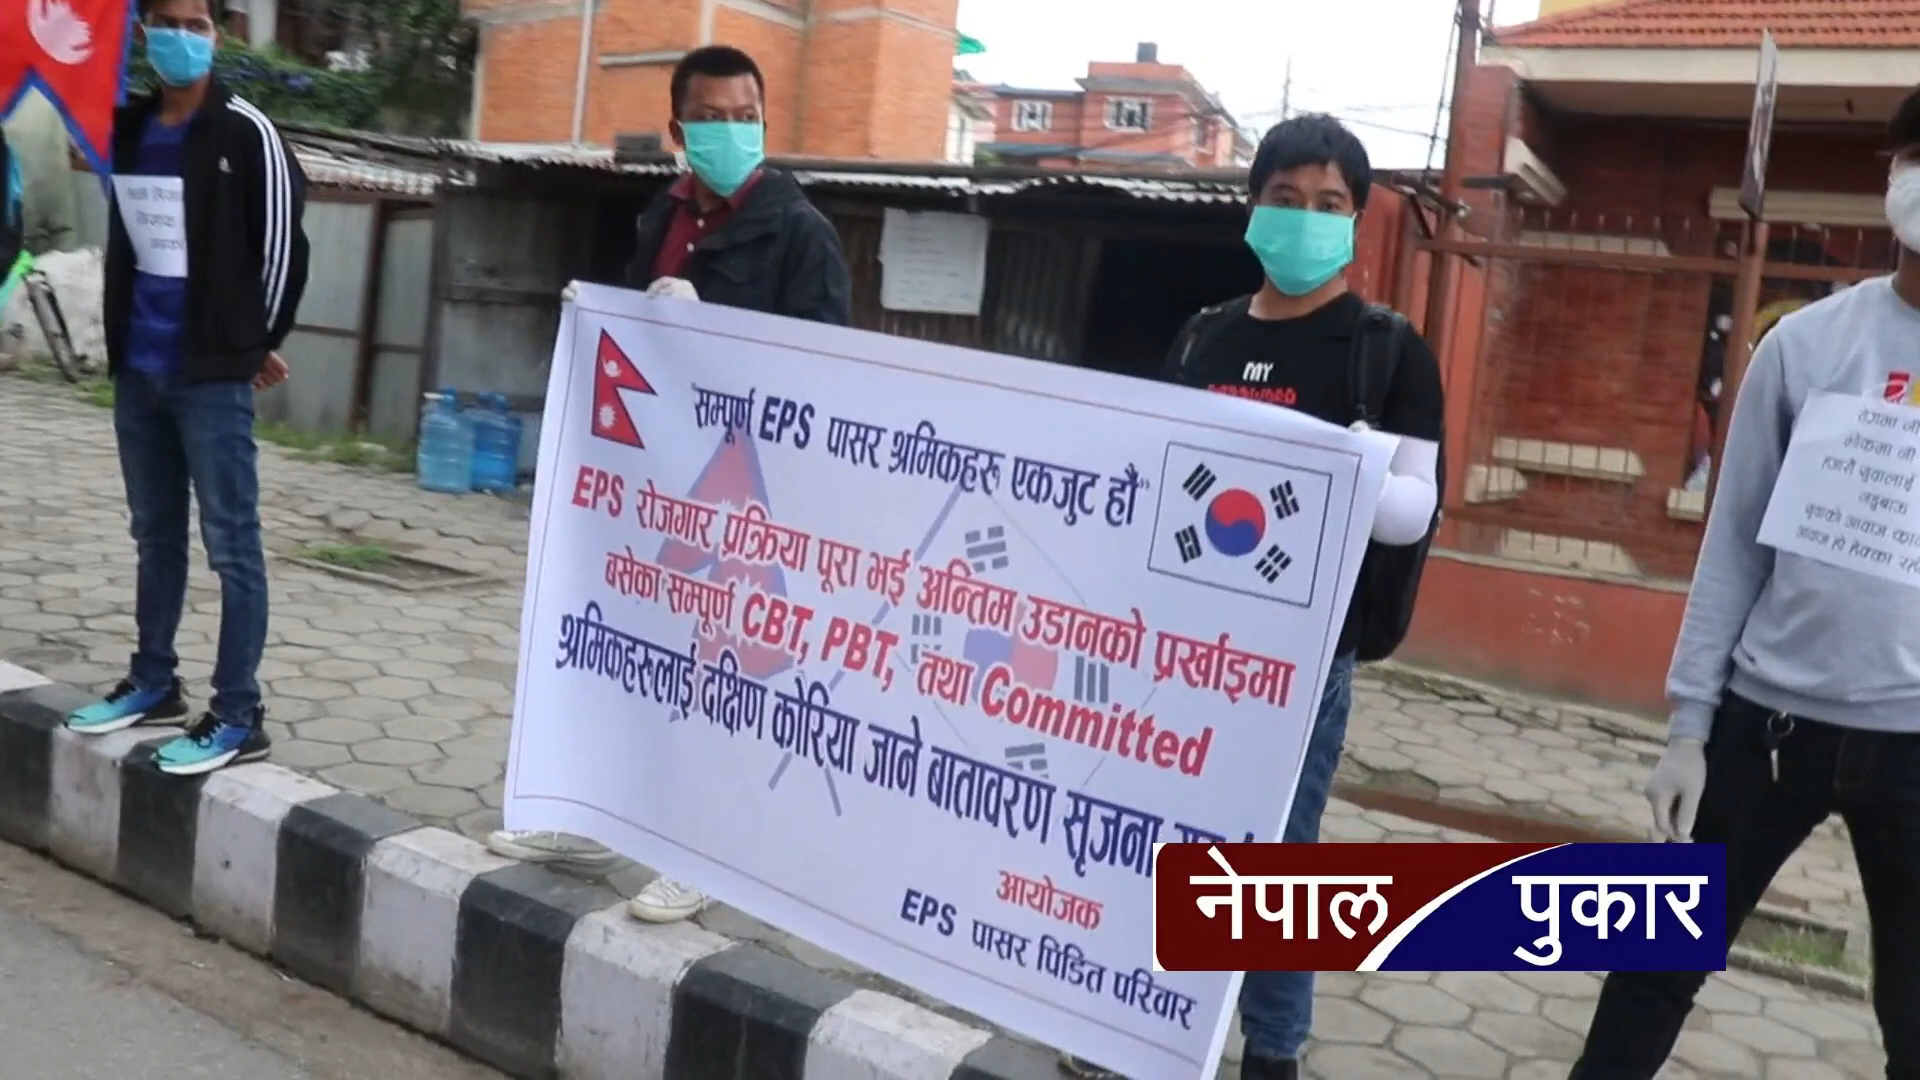 "सम्पूर्ण EPS पासर श्रमिकहरु एकजुट हौं"
EPS रोजगार प्रक्रिया पूरा भई अन्तिम उडानको प्रर्खाइमा
बसेका सम्पूर्ण CBT, PBT, तथा Committed
श्रमिकहरुलाई दक्षिण कोरिया जाने बातावरण सृजना
आयोजक
EPS पासर पिडित परिवार
MY
हजारौं युवालाई
नेपाल पुकार